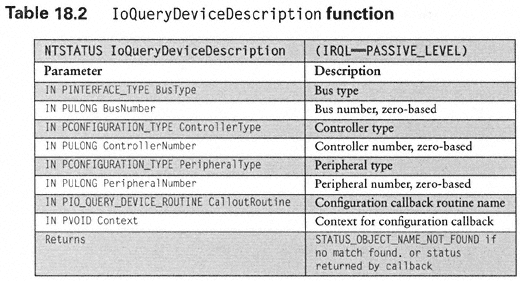 Table 18.2 IoQueryDeviceDescription function
NTSTATUS IoQueryDeviceDescription (IRQL══PASSIVE_LEVEL)
Parameter Description
IN PINTERFACE_TYPE BusType Bus type
IN PULONG BusNumber Bus number, zero-based
IN PCONFIGURATION_TYPE ControllerType Controller type
IN PULONG ControllerNumber Controller number, zero-based
IN PCONFIGURATION_TYPE PeripheralType Peripheral type
IN PULONG PeripheralNumber Peripheral number, zero-based
IN PIO_QUERY_DEVICE_ROUTINE CalloutRoutine Configuration callback routine name
IN PVOID Context Context for configuration callback
Returns STATUS_OBJECT_NAME_NOT_FOUND if
no match found. or status
returned by callback